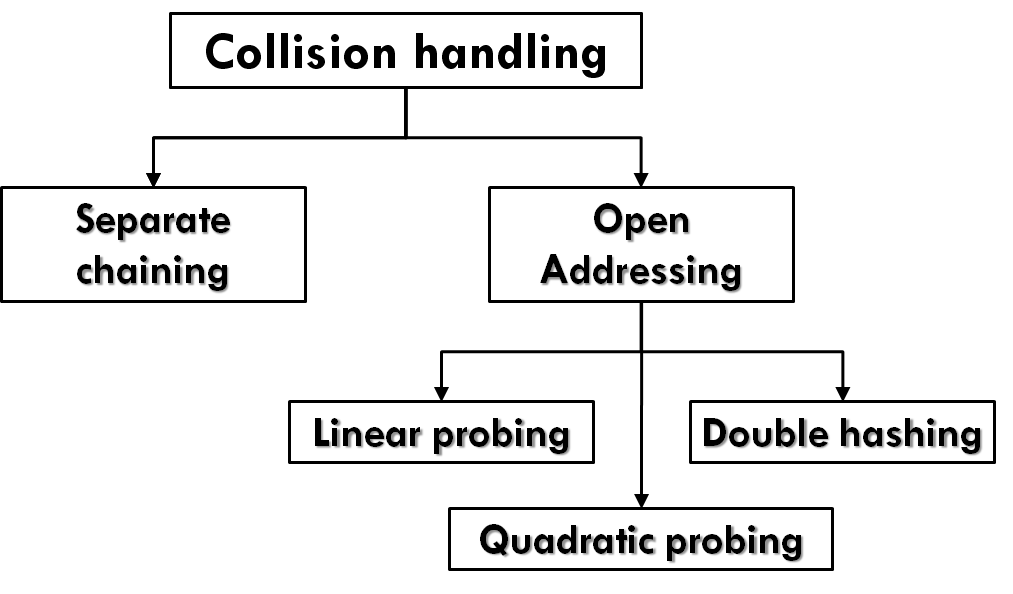 Collision handling
Separate
chaining
Open
Addressing
Linear probing
Double hashing
Quadratic probing